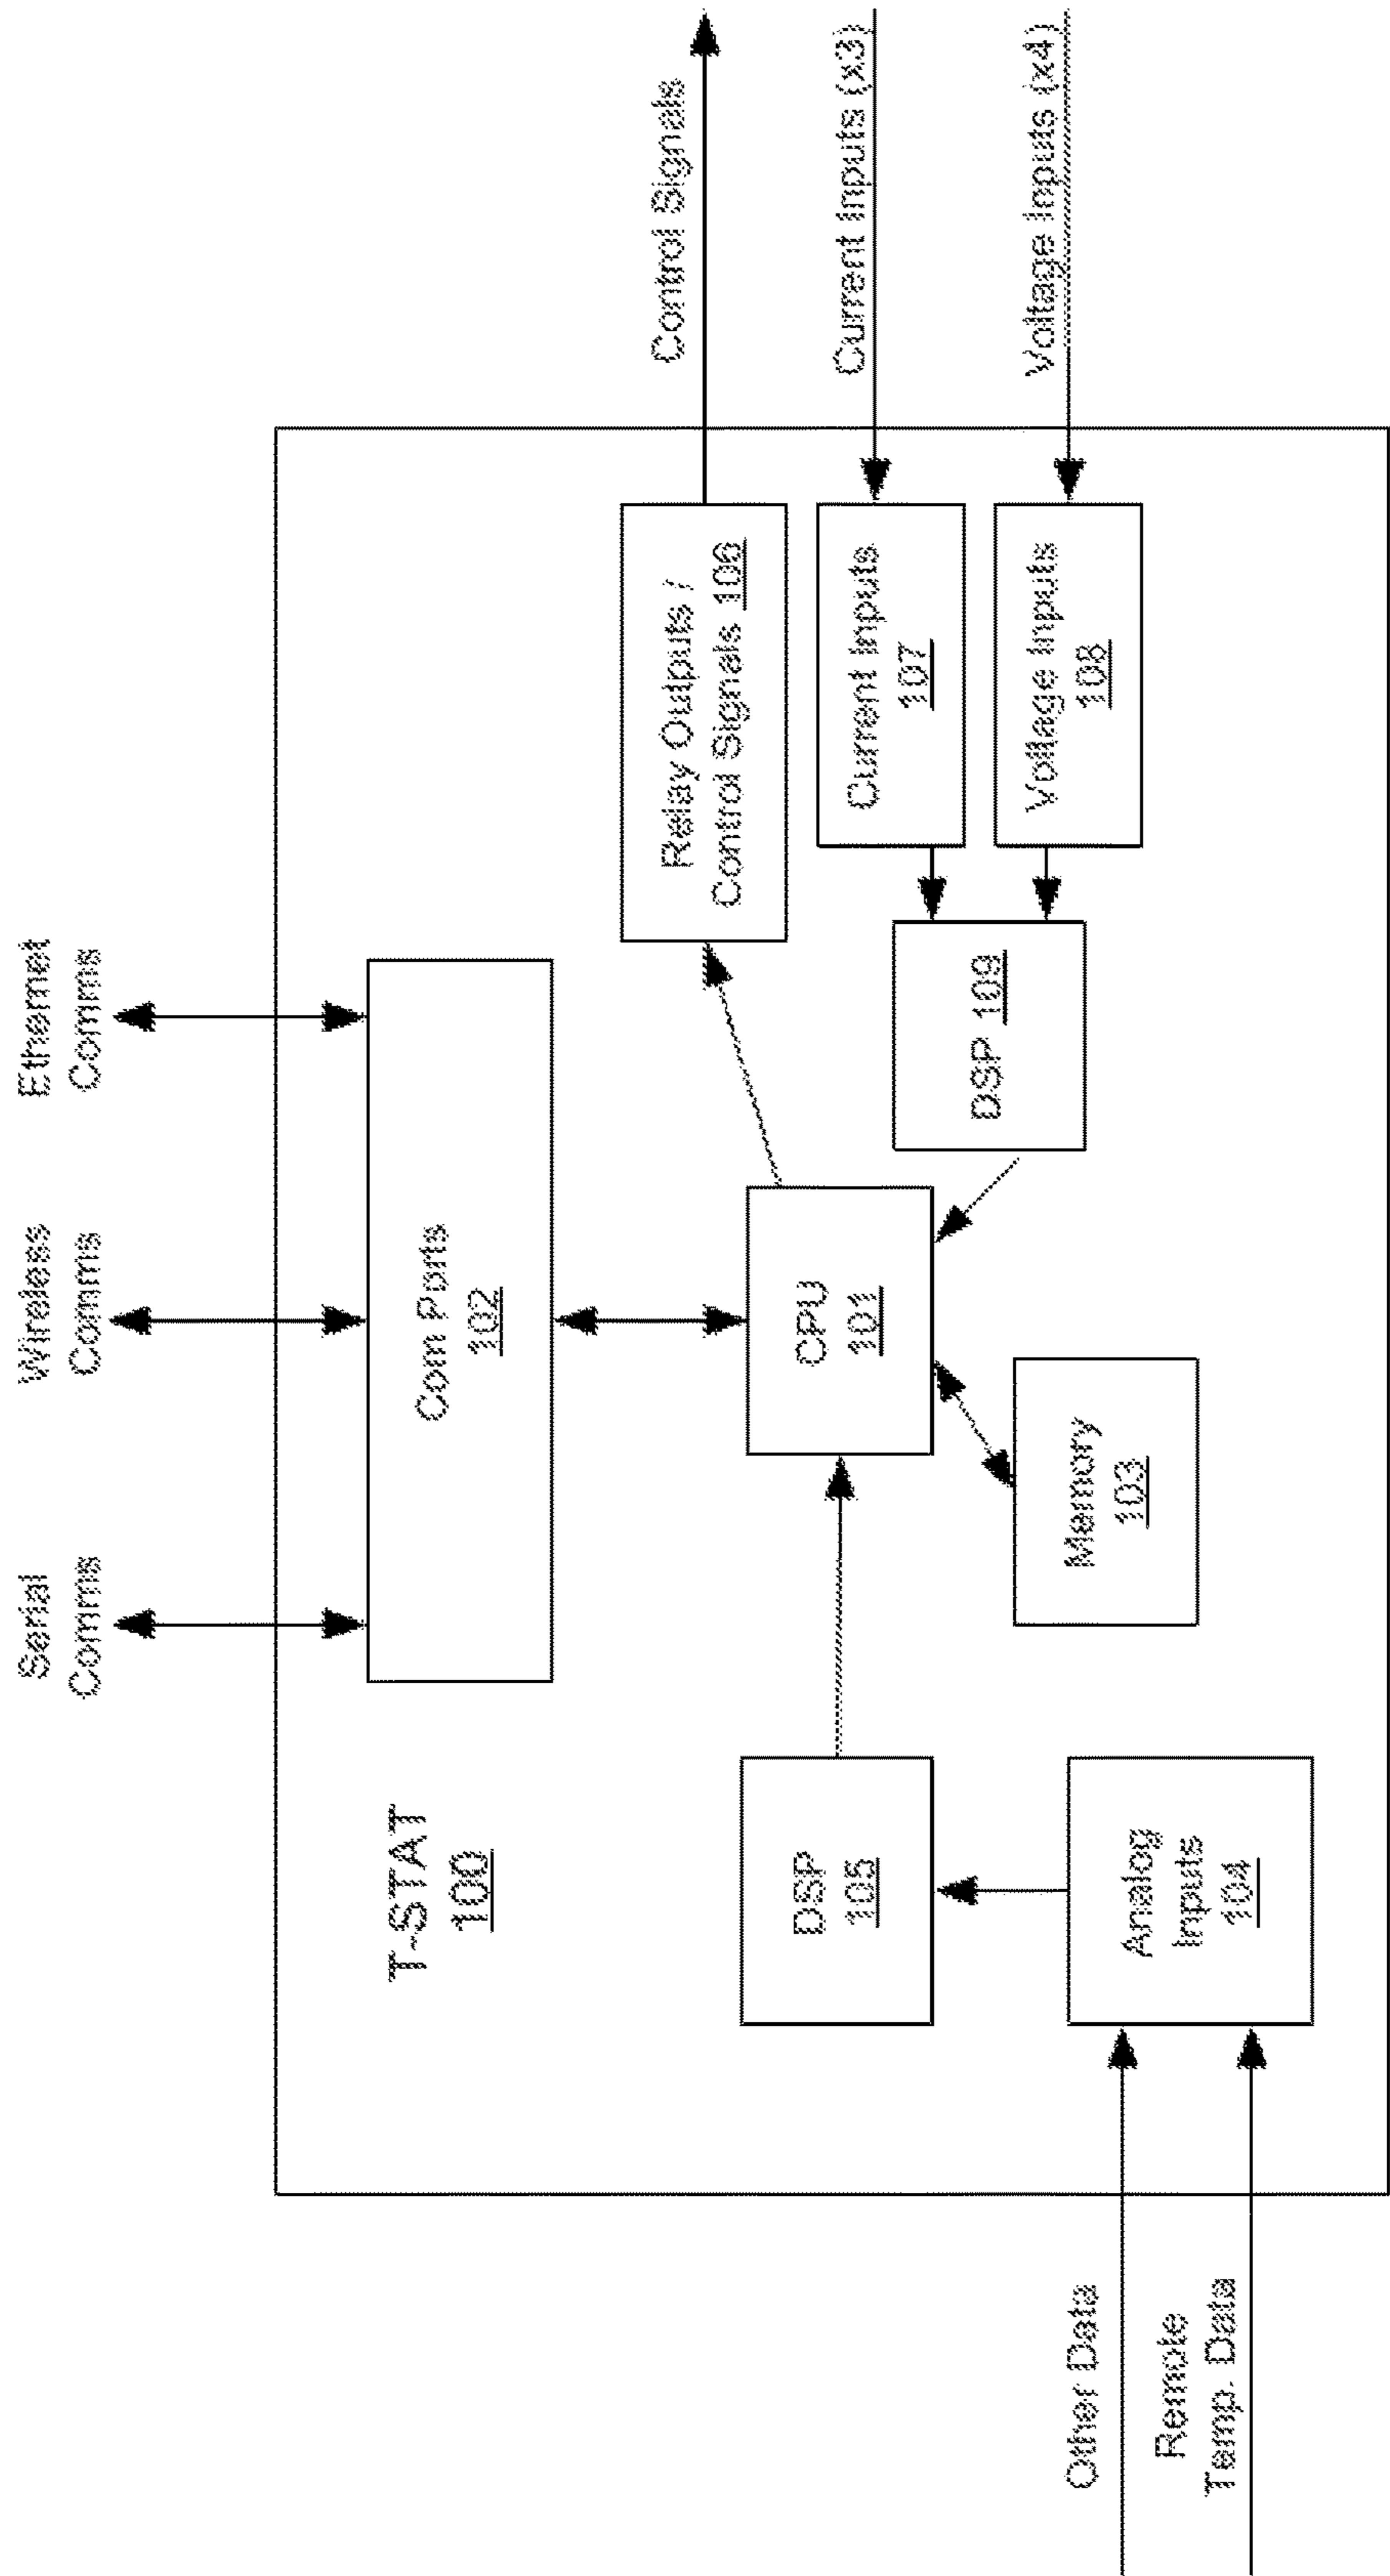 Serial
Comms
Wireless
Comms
Ethernet
Comms
T-STAT
100
Com Ports
102
Relay Outputs /
Control Signals 106
Control Signals
DSP
105
CPU
101
Current Inputs
107
Current Inputs (x3)
DSP 109
Voltage Inputs
108
Voltage Inputs (x4)
Memory
103
Analog
Inputs
104
Other Data
Remote
Temp. Data